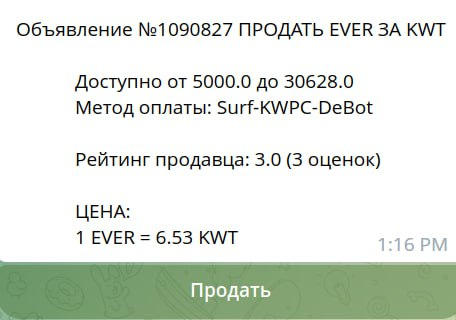 Объявление №1090827 ПРОДАТЬ EVER ЗА KWT
Доступно от 5000.0 до 30628.0
Метод оплаты: Surf-KWPC-DeBot
Рейтинг продавца: 3.0 (3 оценок)
ЦЕНА:
1 EVER = 6.53 KWT
1:16 PM
Продать